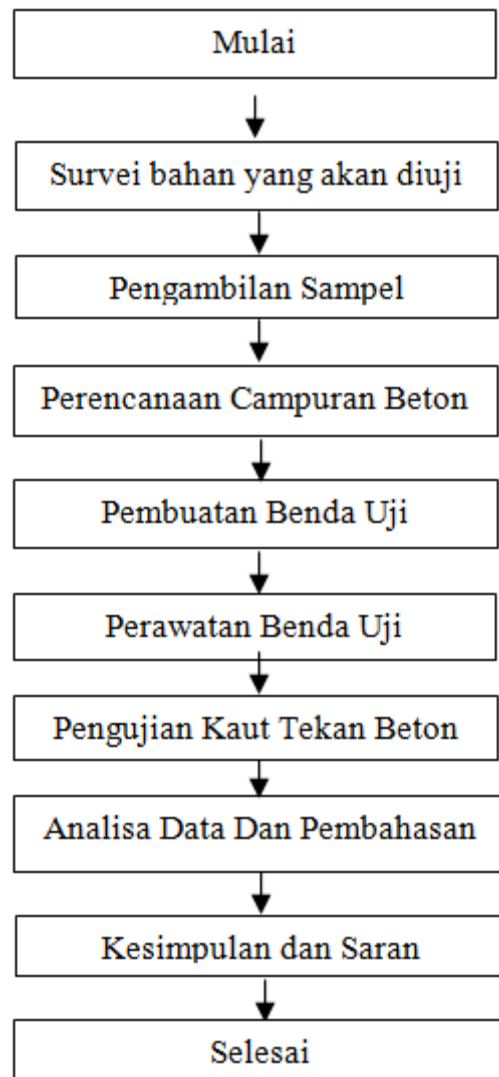 Mulai
Survei bahan yang akan diuji
Pengambilan Sampel
Perencanaan Campuran Beton
Pembuatan Benda Uji
Perawatan Benda Uji
Pengujian Kaut Tekan Beton
Analisa Data Dan Pembahasan
Kesimpulan dan Saran
Selesai